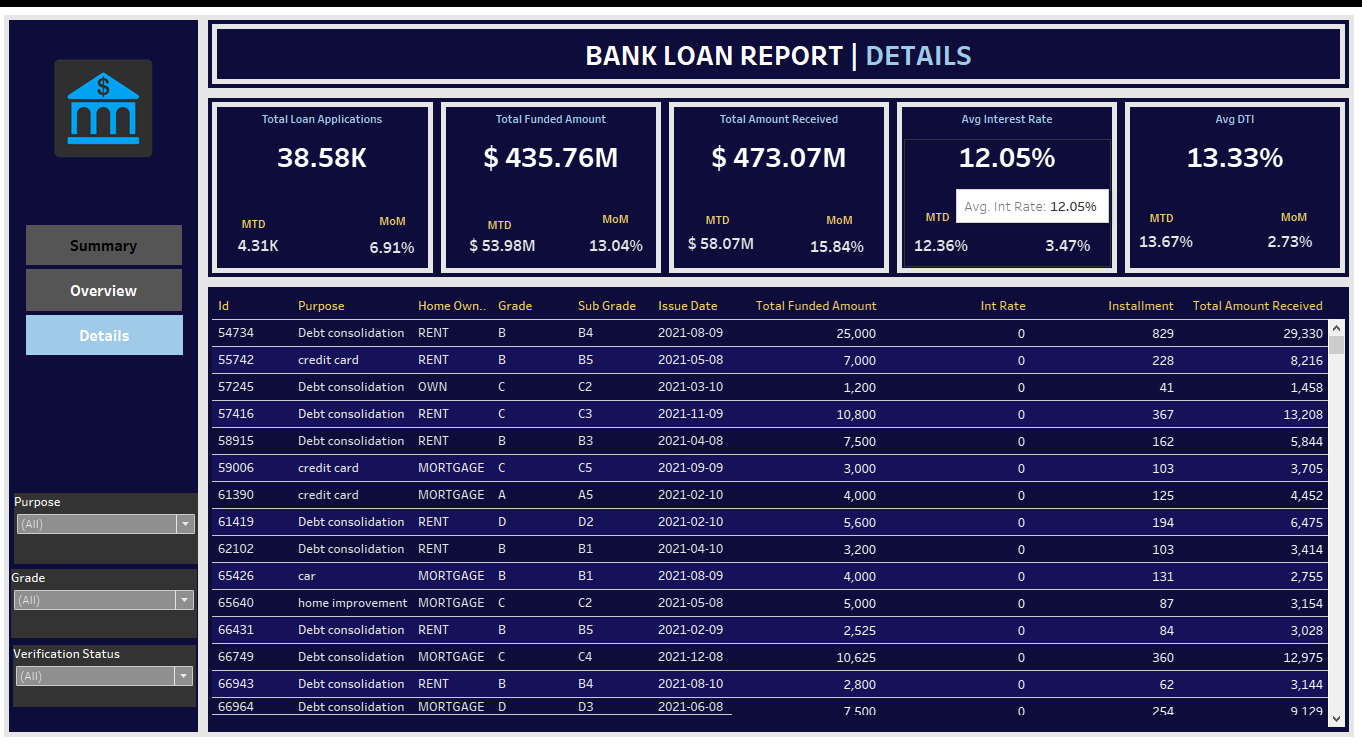 $
BANK LOAN REPORT | DETAILS
Summary
Overview
Details
Purpose
(All)
Grade
(All)
Verification Status
(All)
Total Loan Applications
38.58K
MTD MoM
4.31K 6.91%
Total Funded Amount
$ 435.76M
MTD MoM
$ 53.98M 13.04%
Total Amount Received
$ 473.07M
MTD MoM
$ 58.07M 15.84%
Avg Interest Rate
12.05%
Avg. Int Rate: 12.05%
MTD
12.36% 3.47%
Avg DTI
13.33%
MTD MoM
13.67% 2.73%
Id Purpose Home Own.. Grade Sub Grade Issue Date Total Funded Amount Int Rate Installment Total Amount Received
54734 Debt consolidation RENT B B4 2021-08-09 25,000 0 829 29,330
55742 credit card RENT B B5 2021-05-08 7,000 0 228 8,216
57245 Debt consolidation OWN C C2 2021-03-10 1,200 0 41 1,458
57416 Debt consolidation RENT C C3 2021-11-09 10,800 0 367 13,208
58915 Debt consolidation RENT B B3 2021-04-08 7,500 0 162 5,844
59006 credit card MORTGAGE C C5 2021-09-09 3,000 0 103 3,705
61390 credit card MORTGAGE A A5 2021-02-10 4,000 0 125 4,452
61419 Debt consolidation RENT D D2 2021-02-10 5,600 0 194 6,475
62102 Debt consolidation RENT B B1 2021-04-10 3,200 0 103 3,414
65426 car MORTGAGE B B1 2021-08-09 4,000 0 131 2,755
65640 home improvement MORTGAGE C C2 2021-05-08 5,000 0 87 3,154
66431 Debt consolidation RENT B B5 2021-02-09 2,525 0 84 3,028
66749 Debt consolidation MORTGAGE C C4 2021-12-08 10,625 0 360 12,975
66943 Debt consolidation RENT B B4 2021-08-10 2,800 0 62 3,144
66964 Debt consolidation MORTGAGE D D3 2021-06-08 7,500 0 254 9,129